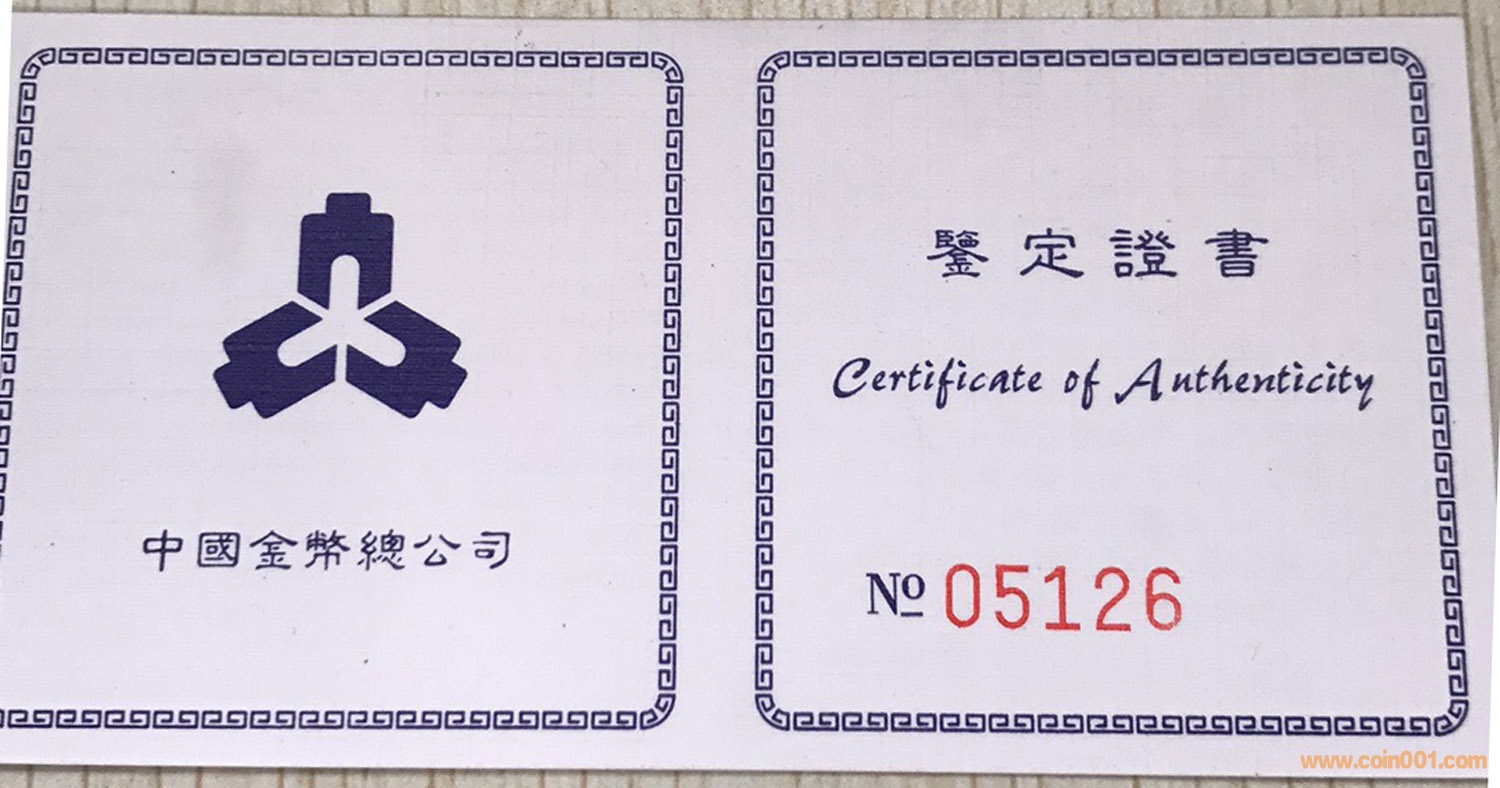 中國金幣總公司
鑒定證書
Certificate of Authenticity
№ 05126
www.coin001.com